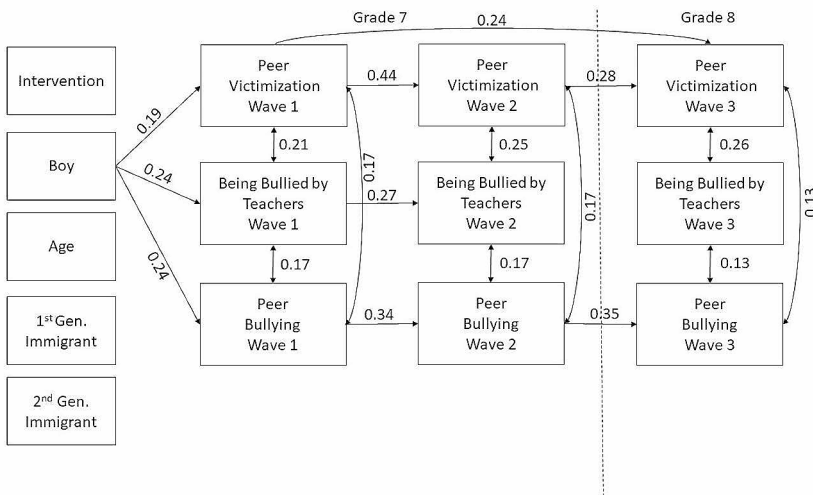 Grade 7
0.24
Grade 8
Intervention
Boy
Age
1st Gen.
Immigrant
2nd Gen.
Immigrant
0.19
0.24
0.24
Peer
Victimization
Wave 1
0.44
Peer
Victimization
Wave 2
0.28
Peer
Victimization
Wave 3
0.21
0.17
0.25
0.17
0.26
0.13
Being Bullied by
Teachers
Wave 1
0.27
Being Bullied by
Teachers
Wave 2
Being Bullied by
Teachers
Wave 3
0.17
0.17
0.13
Peer
Bullying
Wave 1
0.34
Peer
Bullying
Wave 2
0.35
Peer
Bullying
Wave 3